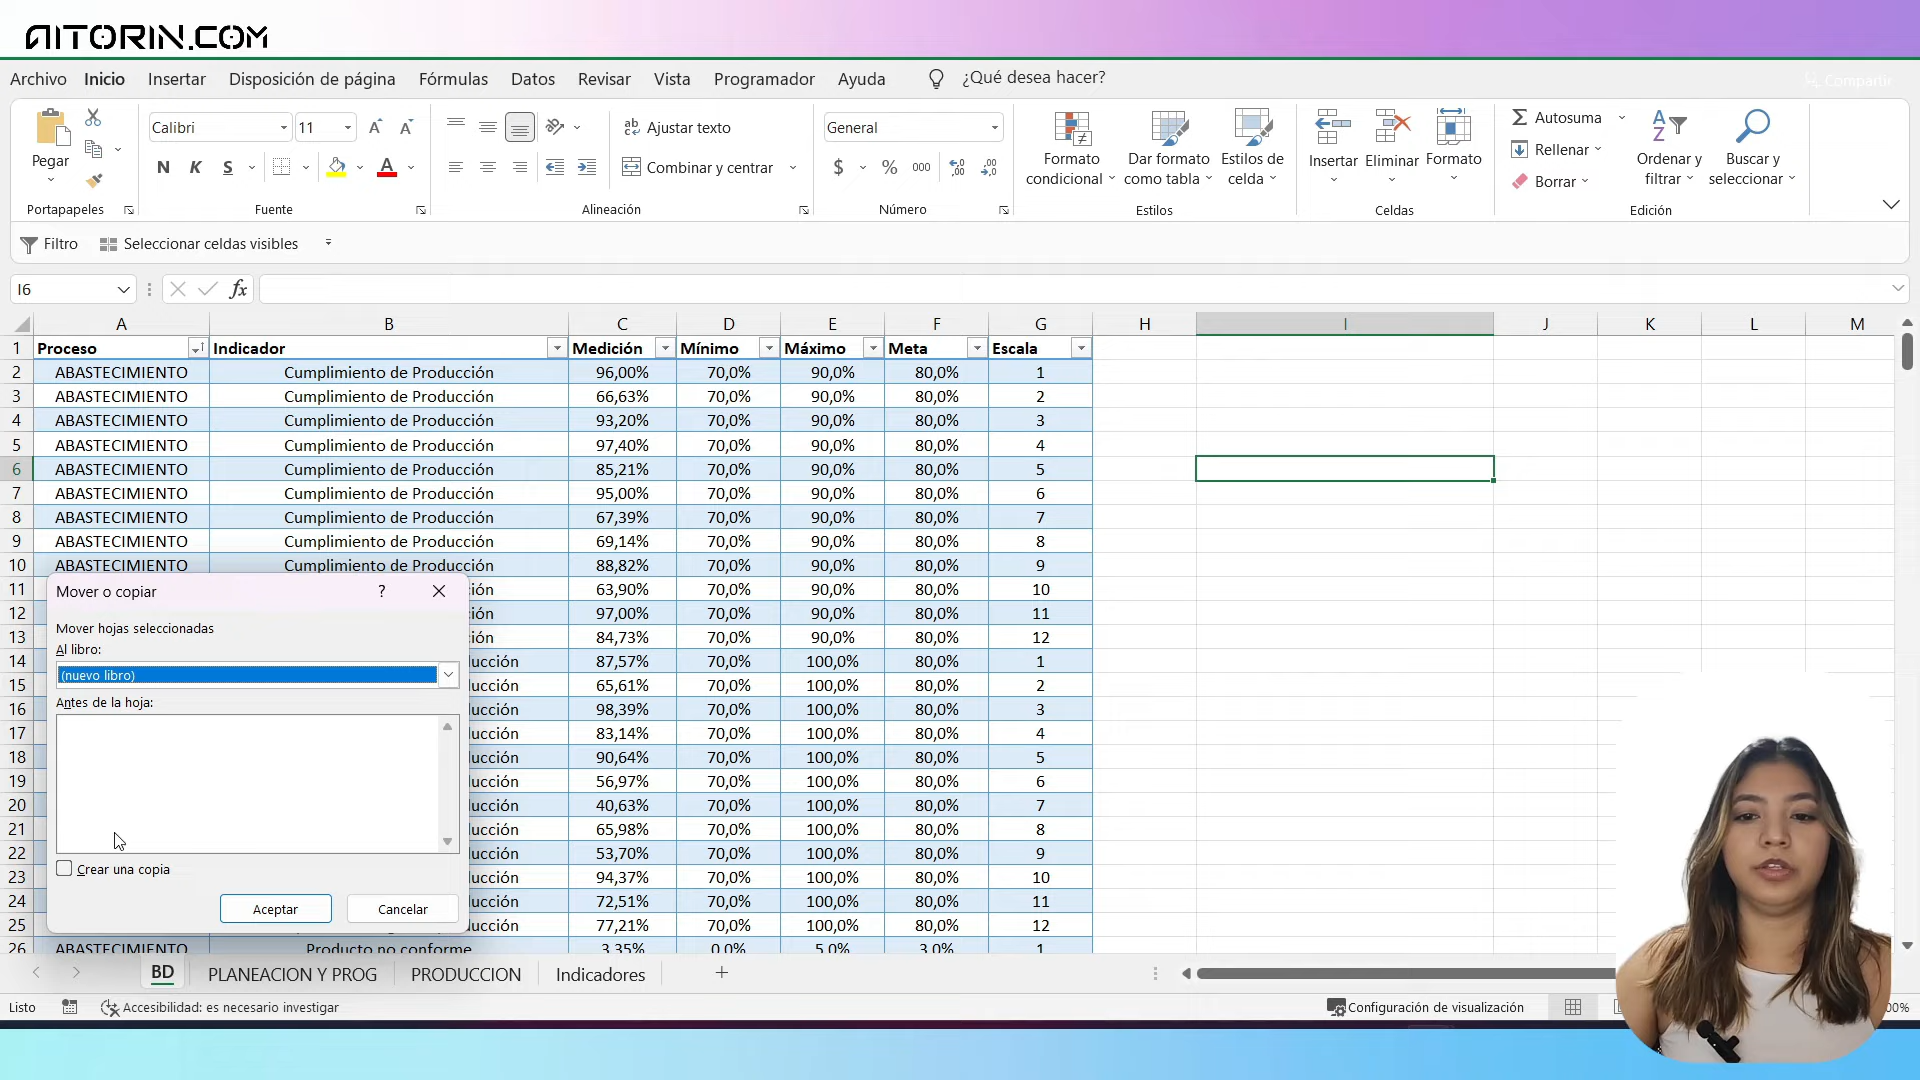 AITORIN.COM
Archivo Inicio Insertar Disposición de página Fórmulas Datos Revisar Vista Programador Ayuda ¿Qué desea hacer? Compartir
Pegar
Portapapeles
Calibri 11
N K S
Fuente
Ajustar texto
Combinar y centrar
Alineación
General
$ % 000
Número
Formato condicional
Dar formato como tabla
Estilos de celda
Estilos
Insertar Eliminar Formato
Celdas
Autosuma
Rellenar
Borrar
Ordenar y filtrar
Buscar y seleccionar
Edición
Filtro Seleccionar celdas visibles
I6 fx
A B C D E F G H I J K L M
1 Proceso Indicador Medición Mínimo Máximo Meta Escala
2 ABASTECIMIENTO Cumplimiento de Producción 96,00% 70,0% 90,0% 80,0% 1
3 ABASTECIMIENTO Cumplimiento de Producción 66,63% 70,0% 90,0% 80,0% 2
4 ABASTECIMIENTO Cumplimiento de Producción 93,20% 70,0% 90,0% 80,0% 3
5 ABASTECIMIENTO Cumplimiento de Producción 97,40% 70,0% 90,0% 80,0% 4
6 ABASTECIMIENTO Cumplimiento de Producción 85,21% 70,0% 90,0% 80,0% 5
7 ABASTECIMIENTO Cumplimiento de Producción 95,00% 70,0% 90,0% 80,0% 6
8 ABASTECIMIENTO Cumplimiento de Producción 67,39% 70,0% 90,0% 80,0% 7
9 ABASTECIMIENTO Cumplimiento de Producción 69,14% 70,0% 90,0% 80,0% 8
10 ABASTECIMIENTO Cumplimiento de Producción 88,82% 70,0% 90,0% 80,0% 9
11 ión 63,90% 70,0% 90,0% 80,0% 10
12 ión 97,00% 70,0% 90,0% 80,0% 11
13 ión 84,73% 70,0% 90,0% 80,0% 12
14 ucción 87,57% 70,0% 100,0% 80,0% 1
15 ucción 65,61% 70,0% 100,0% 80,0% 2
16 ucción 98,39% 70,0% 100,0% 80,0% 3
17 ucción 83,14% 70,0% 100,0% 80,0% 4
18 ucción 90,64% 70,0% 100,0% 80,0% 5
19 ucción 56,97% 70,0% 100,0% 80,0% 6
20 ucción 40,63% 70,0% 100,0% 80,0% 7
21 ucción 65,98% 70,0% 100,0% 80,0% 8
22 ucción 53,70% 70,0% 100,0% 80,0% 9
23 ucción 94,37% 70,0% 100,0% 80,0% 10
24 ucción 72,51% 70,0% 100,0% 80,0% 11
25 ucción 77,21% 70,0% 100,0% 80,0% 12
26 ABASTECIMIENTO Producto no conforme 3,35% 0,0% 5,0% 3,0% 1
Mover o copiar ?
Mover hojas seleccionadas
Al libro:
(nuevo libro)
Antes de la hoja:
Crear una copia
Aceptar Cancelar
BD PLANEACION Y PROG PRODUCCION Indicadores +
Listo Accesibilidad: es necesario investigar Configuración de visualización